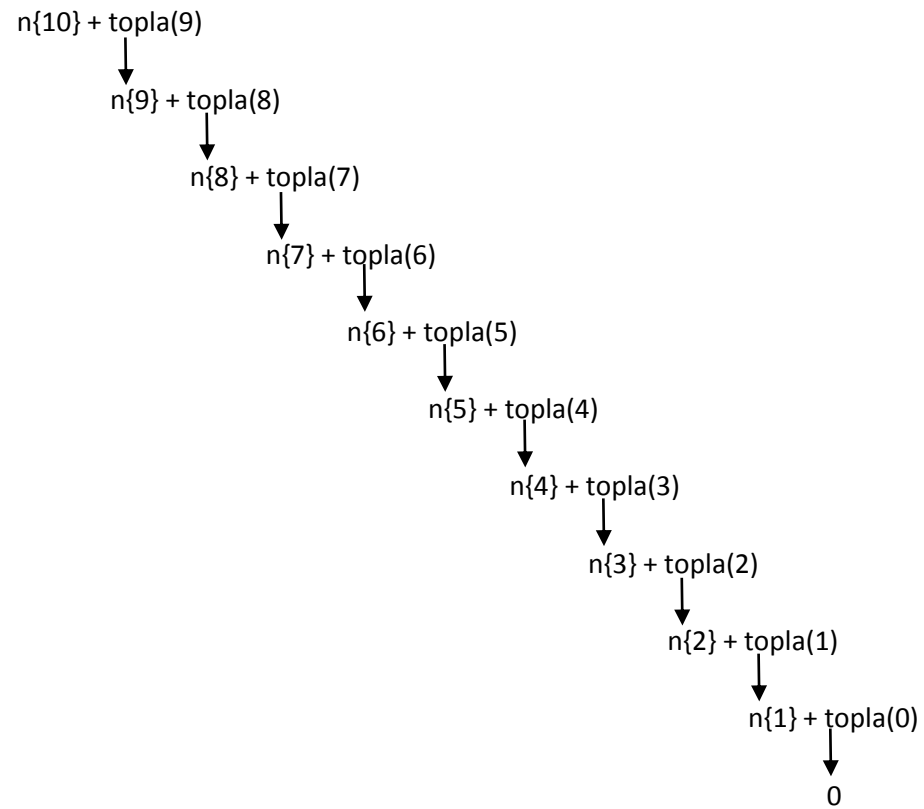 n{10} + topla(9)
n{9} + topla(8)
n{8} + topla(7)
n{7} + topla(6)
n{6} + topla(5)
n{5} + topla(4)
n{4} + topla(3)
n{3} + topla(2)
n{2} + topla(1)
n{1} + topla(0)
0